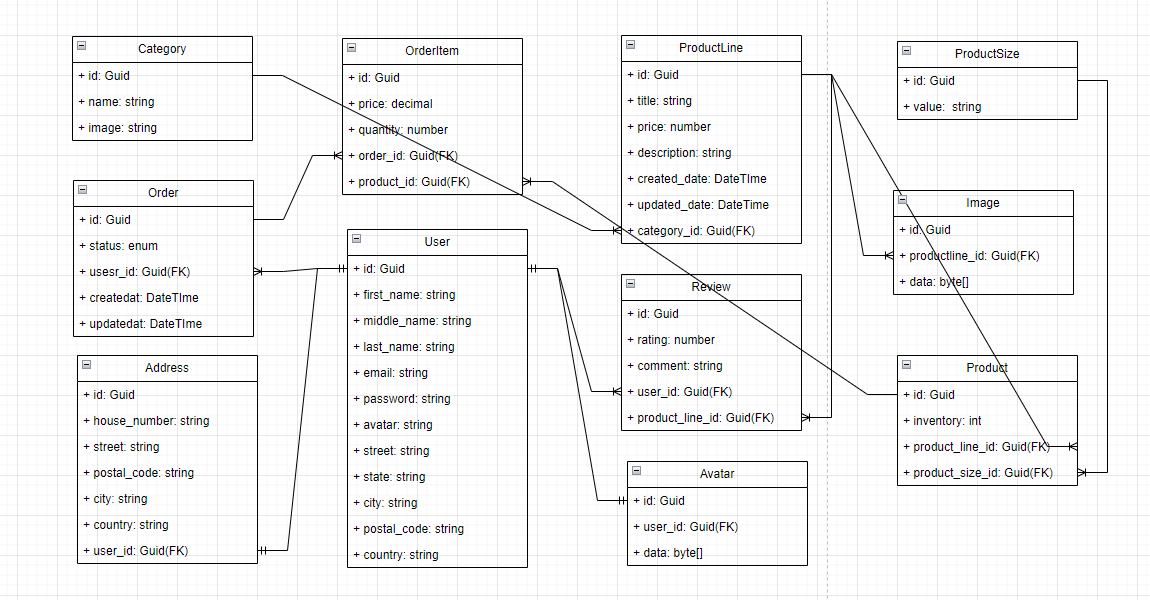 Category
+ id: Guid
+ name: string
+ image: string
OrderItem
+ id: Guid
+ price: decimal
+ quantity: number
+ order_id: Guid(FK)
+ product_id: Guid(FK)
ProductLine
+ id: Guid
+ title: string
+ price: number
+ description: string
+ created_date: DateTIme
+ updated_date: DateTime
+ category_id: Guid(FK)
ProductSize
+ id: Guid
+ value: string
Order
+ id: Guid
+ status: enum
+ usesr_id: Guid(FK)
+ createdat: DateTIme
+ updatedat: DateTIme
User
+ id: Guid
+ first_name: string
+ middle_name: string
+ last_name: string
+ email: string
+ password: string
+ avatar: string
+ street: string
+ state: string
+ city: string
+ postal_code: string
+ country: string
Review
+ id: Guid
+ rating: number
+ comment: string
+ user_id: Guid(FK)
+ product_line_id: Guid(FK)
Image
+ id: Guid
+ productline_id: Guid(FK)
+ data: byte[]
Address
+ id: Guid
+ house_number: string
+ street: string
+ postal_code: string
+ city: string
+ country: string
+ user_id: Guid(FK)
Avatar
+ id: Guid
+ user_id: Guid(FK)
+ data: byte[]
Product
+ id: Guid
+ inventory: int
+ product_line_id: Guid(FK)
+ product_size_id: Guid(FK)